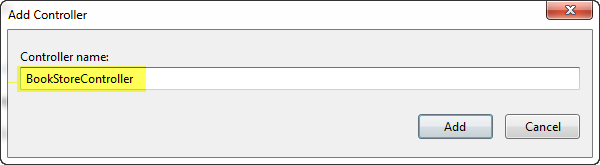 Add Controller
Controller name:
BookStoreController
Add
Cancel